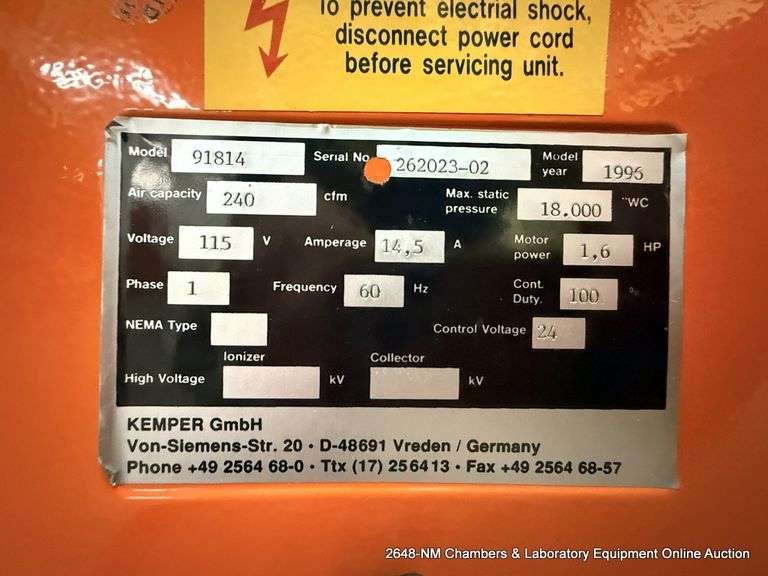 To prevent electrial shock,
disconnect power cord
before servicing unit.
Model 91814 Serial No 262023-02 Model year 1996
Air capacity 240 cfm Max. static pressure 18.000 "WC
Voltage 115 V Amperage 14,5 A Motor power 1,6 HP
Phase 1 Frequency 60 Hz Cont. Duty. 100 %
NEMA Type Control Voltage 24
Ionizer Collector
High Voltage kV kV
KEMPER GmbH
Von-Siemens-Str. 20 · D-48691 Vreden / Germany
Phone +49 2564 68-0 · Ttx (17) 256413 · Fax +49 2564 68-57
2648-NM Chambers & Laboratory Equipment Online Auction